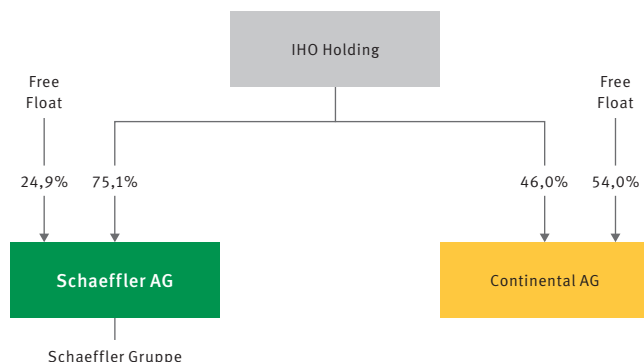 IHO Holding
Free
Float
Free
Float
24,9%
75,1%
46,0%
54,0%
Schaeffler AG
Continental AG
Schaeffler Gruppe